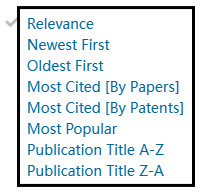 Relevance
Newest First
Oldest First
Most Cited [By Papers]
Most Cited [By Patents]
Most Popular
Publication Title A-Z
Publication Title Z-A